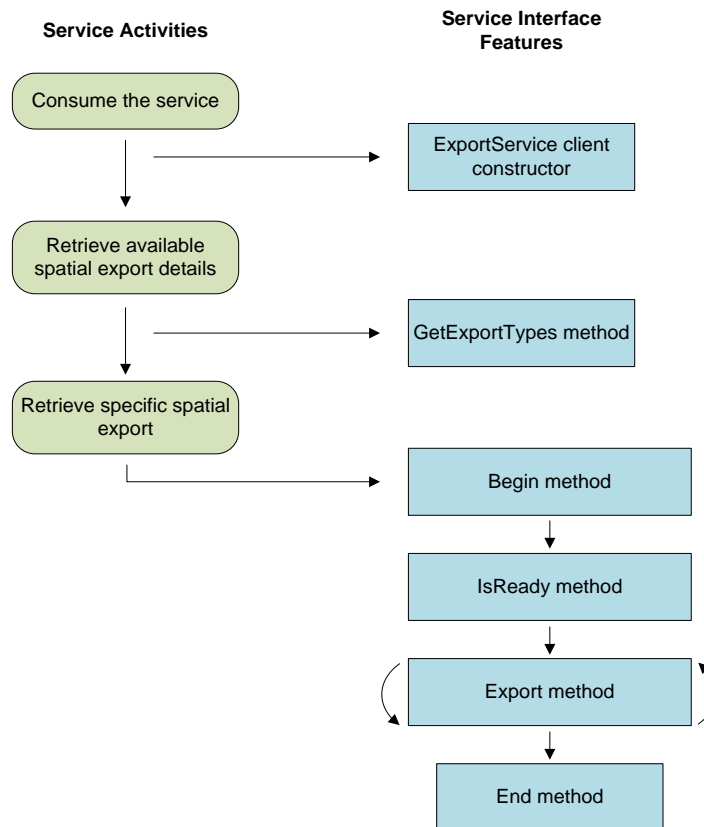 Service Activities
Service Interface
Features
Consume the service
ExportService client
constructor
Retrieve available
spatial export details
GetExportTypes method
Retrieve specific spatial
export
Begin method
IsReady method
Export method
End method